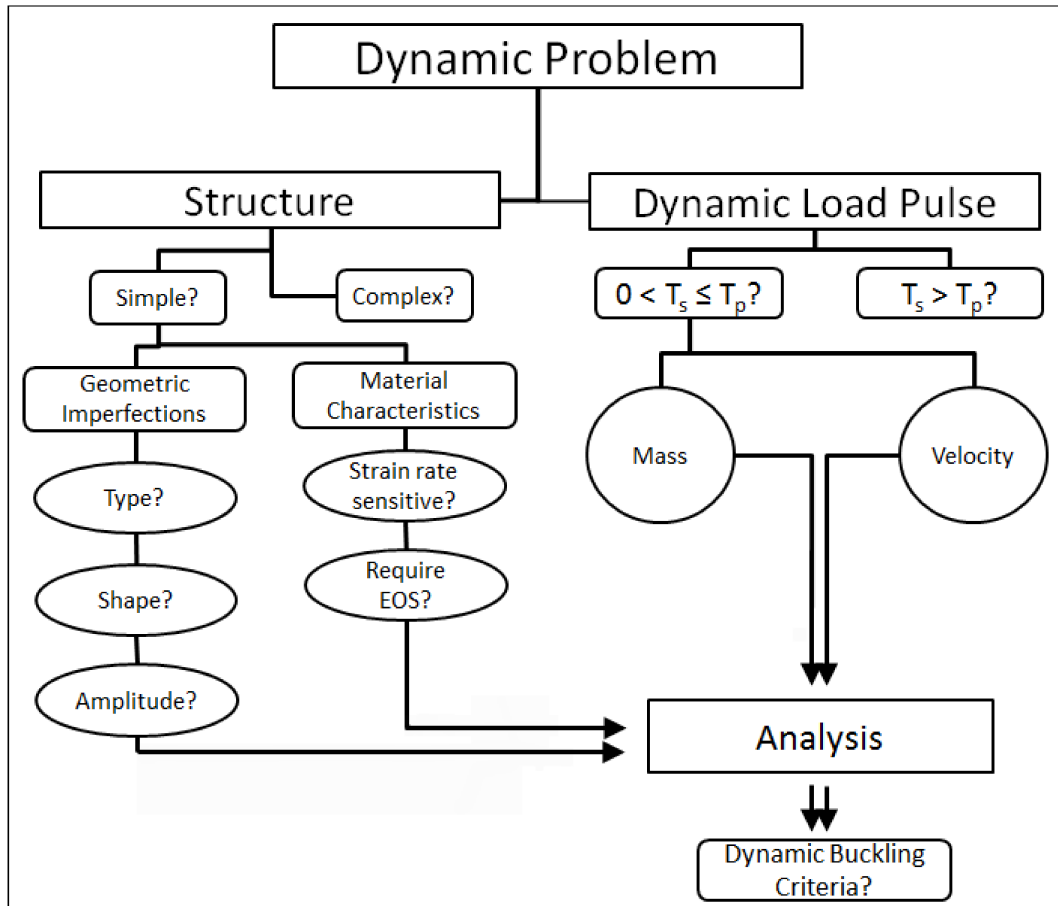 Dynamic Problem
Structure
Dynamic Load Pulse
Simple?
Complex?
0 < Ts ≤ Tp?
Ts > Tp?
Geometric
Imperfections
Material
Characteristics
Mass
Velocity
Type?
Strain rate
sensitive?
Shape?
Require
EOS?
Amplitude?
Analysis
Dynamic Buckling
Criteria?